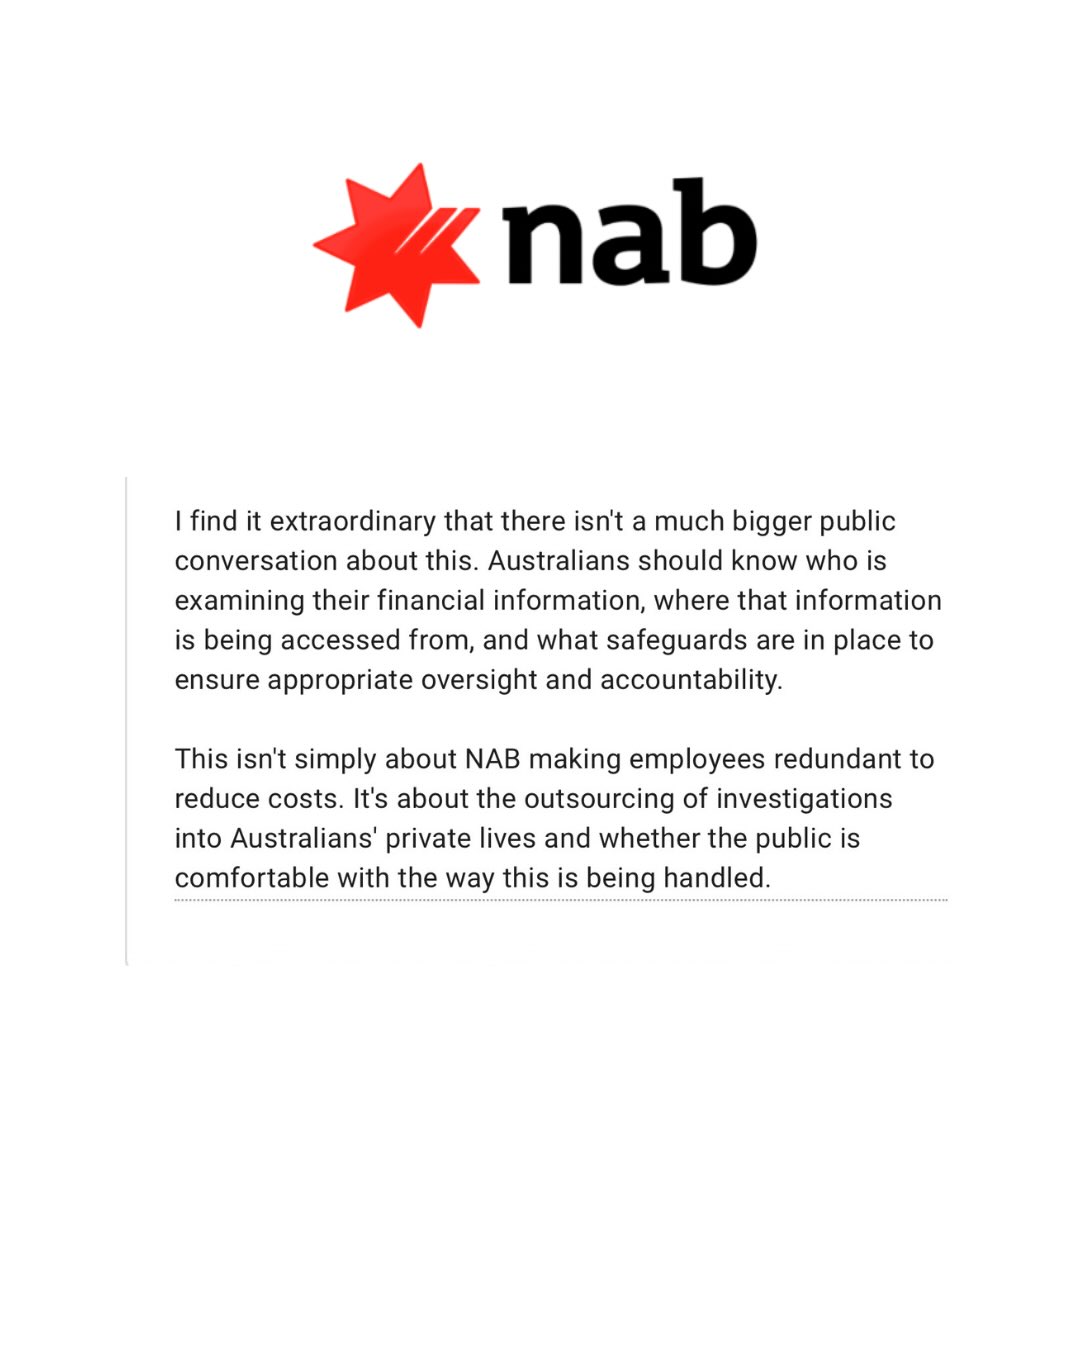 nab
I find it extraordinary that there isn't a much bigger public
conversation about this. Australians should know who is
examining their financial information, where that information
is being accessed from, and what safeguards are in place to
ensure appropriate oversight and accountability.
This isn't simply about NAB making employees redundant to
reduce costs. It's about the outsourcing of investigations
into Australians' private lives and whether the public is
comfortable with the way this is being handled.